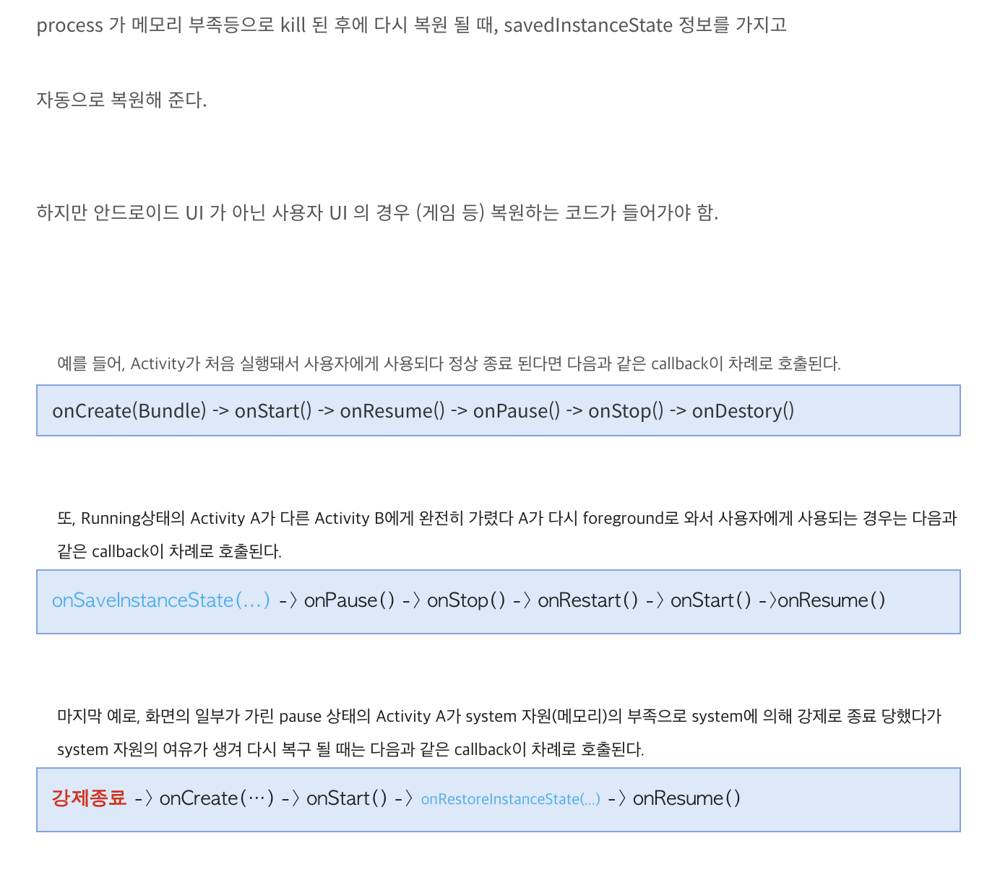 process 가 메모리 부족등으로 kill 된 후에 다시 복원 될 때, savedInstanceState 정보를 가지고
자동으로 복원해 준다.
하지만 안드로이드 UI 가 아닌 사용자 UI 의 경우 (게임 등) 복원하는 코드가 들어가야 함.
예를 들어, Activity가 처음 실행돼서 사용자에게 사용되다 정상 종료 된다면 다음과 같은 callback이 차례로 호출된다.
onCreate(Bundle) -> onStart() -> onResume() -> onPause() -> onStop() -> onDestory()
또, Running상태의 Activity A가 다른 Activity B에게 완전히 가렸다 A가 다시 foreground로 와서 사용자에게 사용되는 경우는 다음과
같은 callback이 차례로 호출된다.
onSaveInstanceState(...) -> onPause() -> onStop() -> onRestart() -> onStart() ->onResume()
마지막 예로, 화면의 일부가 가린 pause 상태의 Activity A가 system 자원(메모리)의 부족으로 system에 의해 강제로 종료 당했다가
system 자원의 여유가 생겨 다시 복구 될 때는 다음과 같은 callback이 차례로 호출된다.
강제종료 -> onCreate(…) -> onStart() -> onRestoreInstanceState(...) -> onResume()